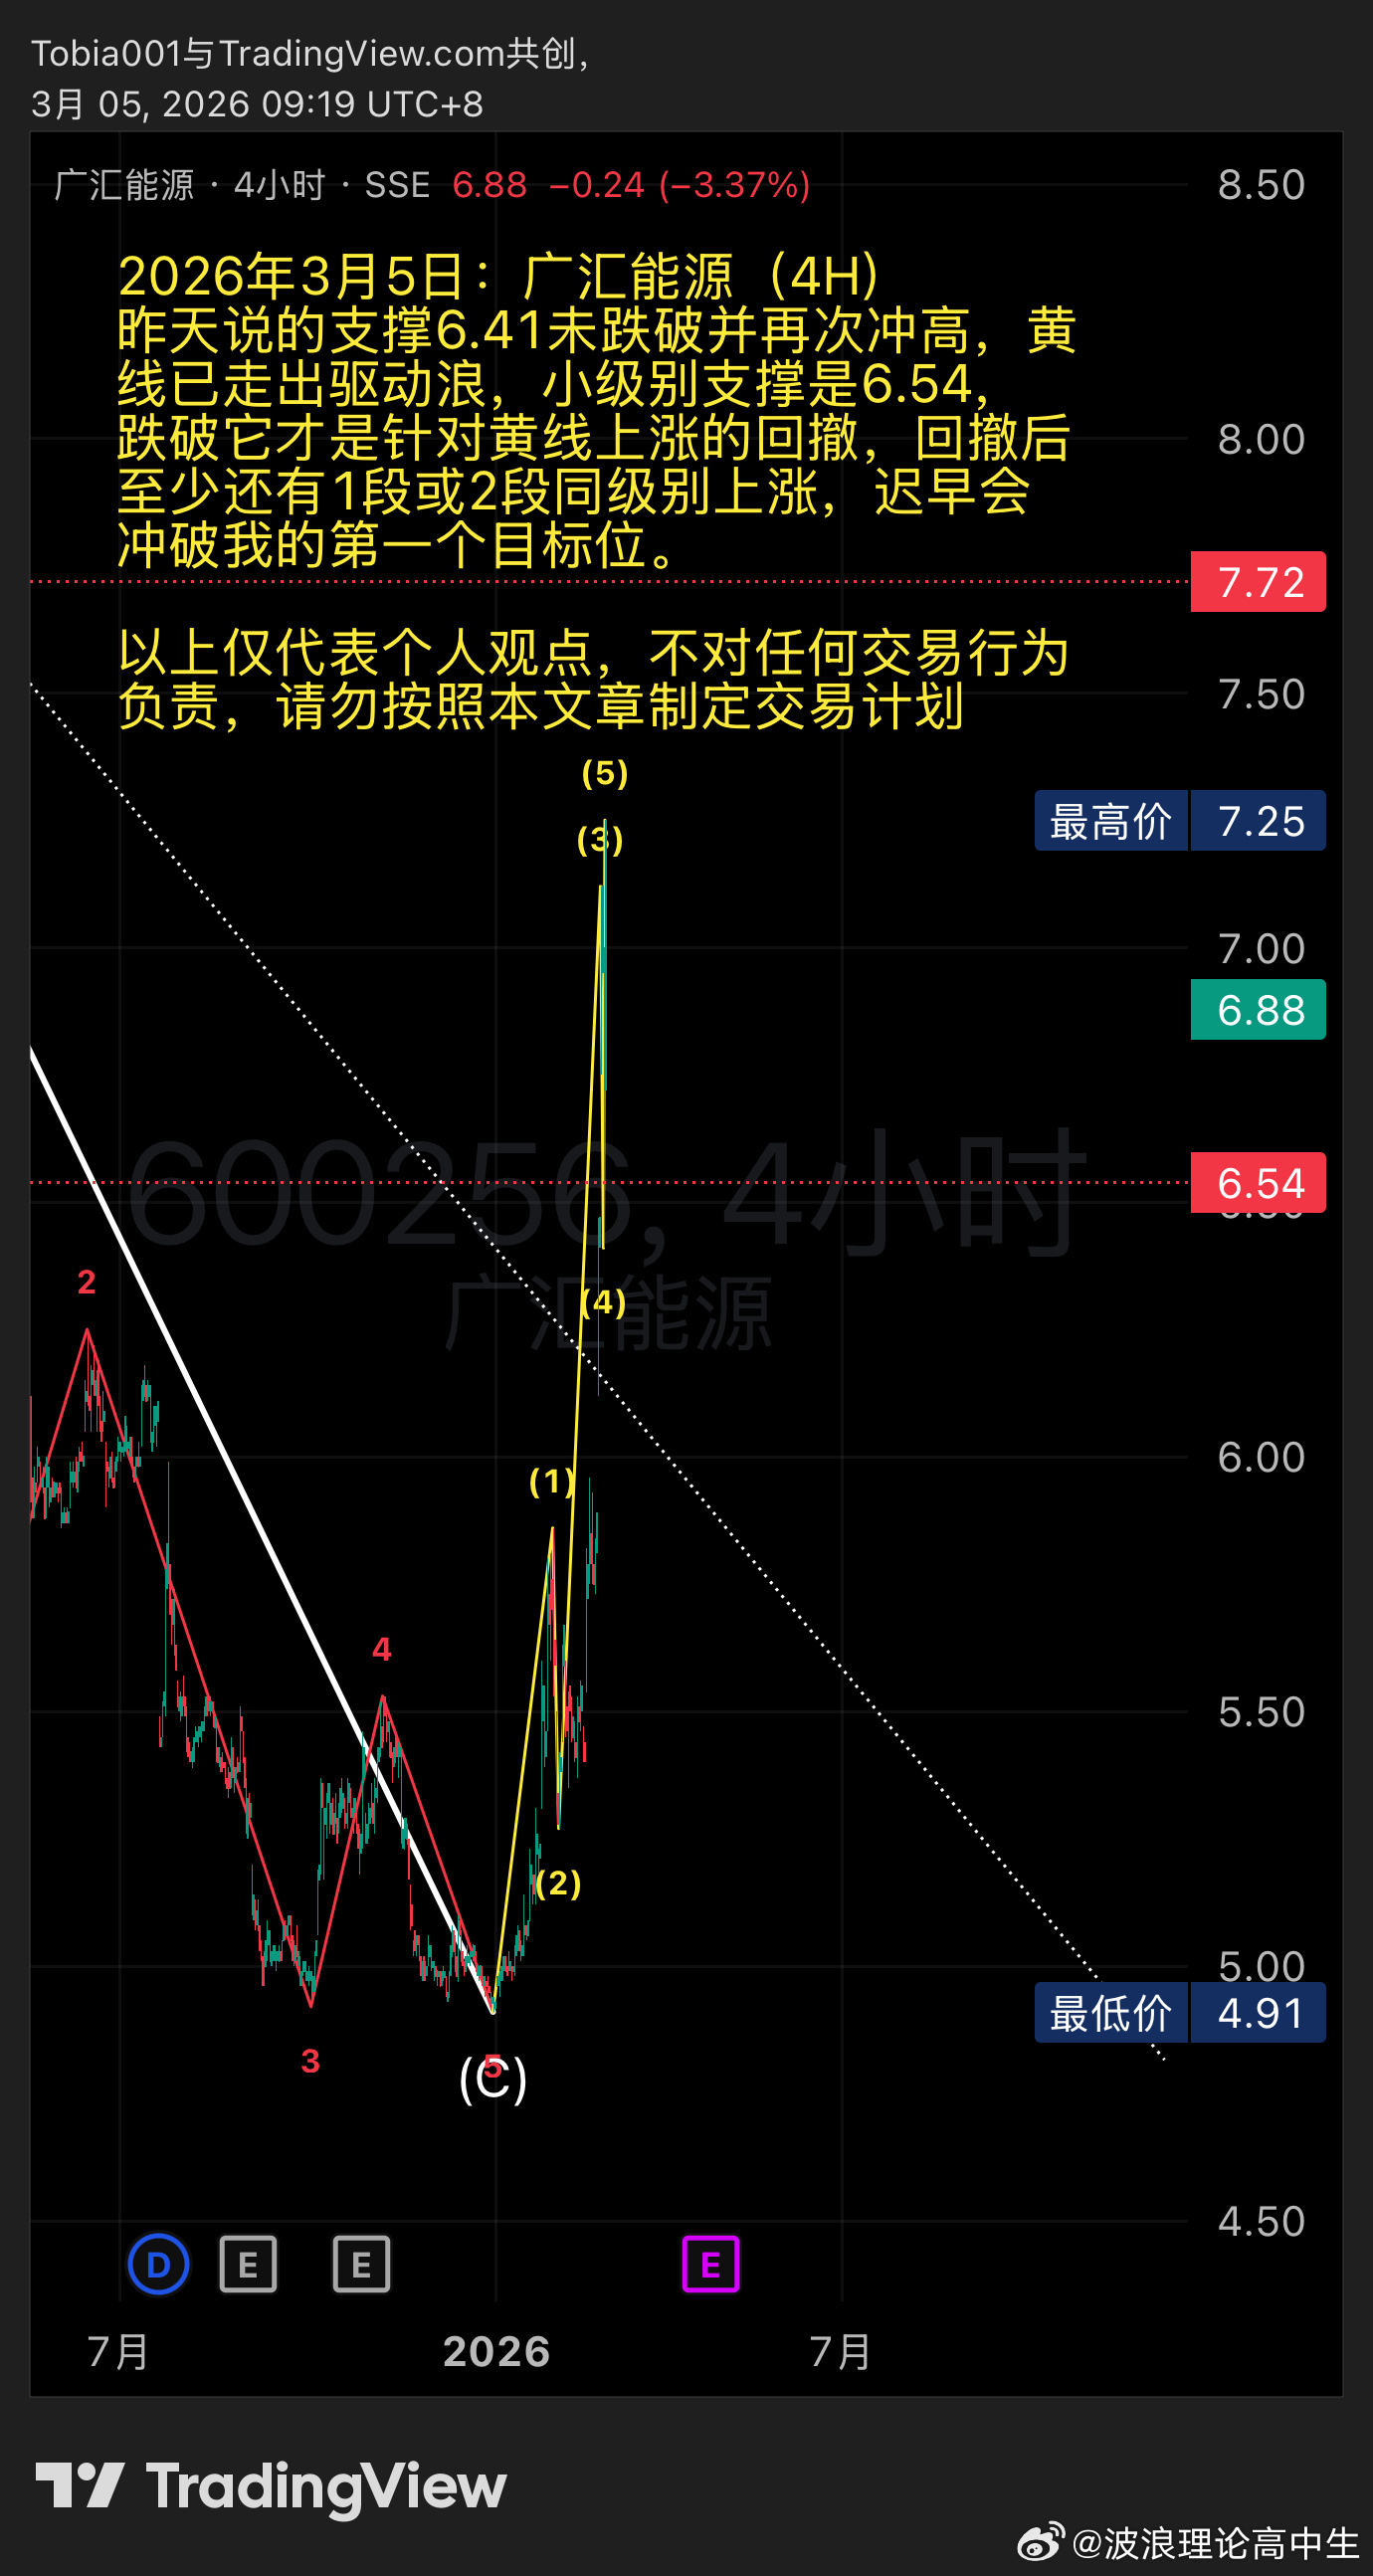 Tobia001与TradingView.com共创,
3月 05, 2026 09:19 UTC+8
广汇能源 · 4小时 · SSE 6.88 −0.24 (−3.37%)
8.50
2026年3月5日：广汇能源（4H）
昨天说的支撑6.41未跌破并再次冲高，黄
线已走出驱动浪，小级别支撑是6.54，
跌破它才是针对黄线上涨的回撤，回撤后
至少还有1段或2段同级别上涨，迟早会
冲破我的第一个目标位。
8.00
7.72
以上仅代表个人观点，不对任何交易行为
负责，请勿按照本文章制定交易计划
7.50
(5)
最高价 7.25
(3)
7.00
6.88
600256, 4小时
广汇能源
6.54
2
(4)
6.00
(1)
4
5.50
(2)
5.00
最低价 4.91
3
5
(C)
4.50
D
E
E
E
7月
2026
7月
TradingView
@波浪理论高中生